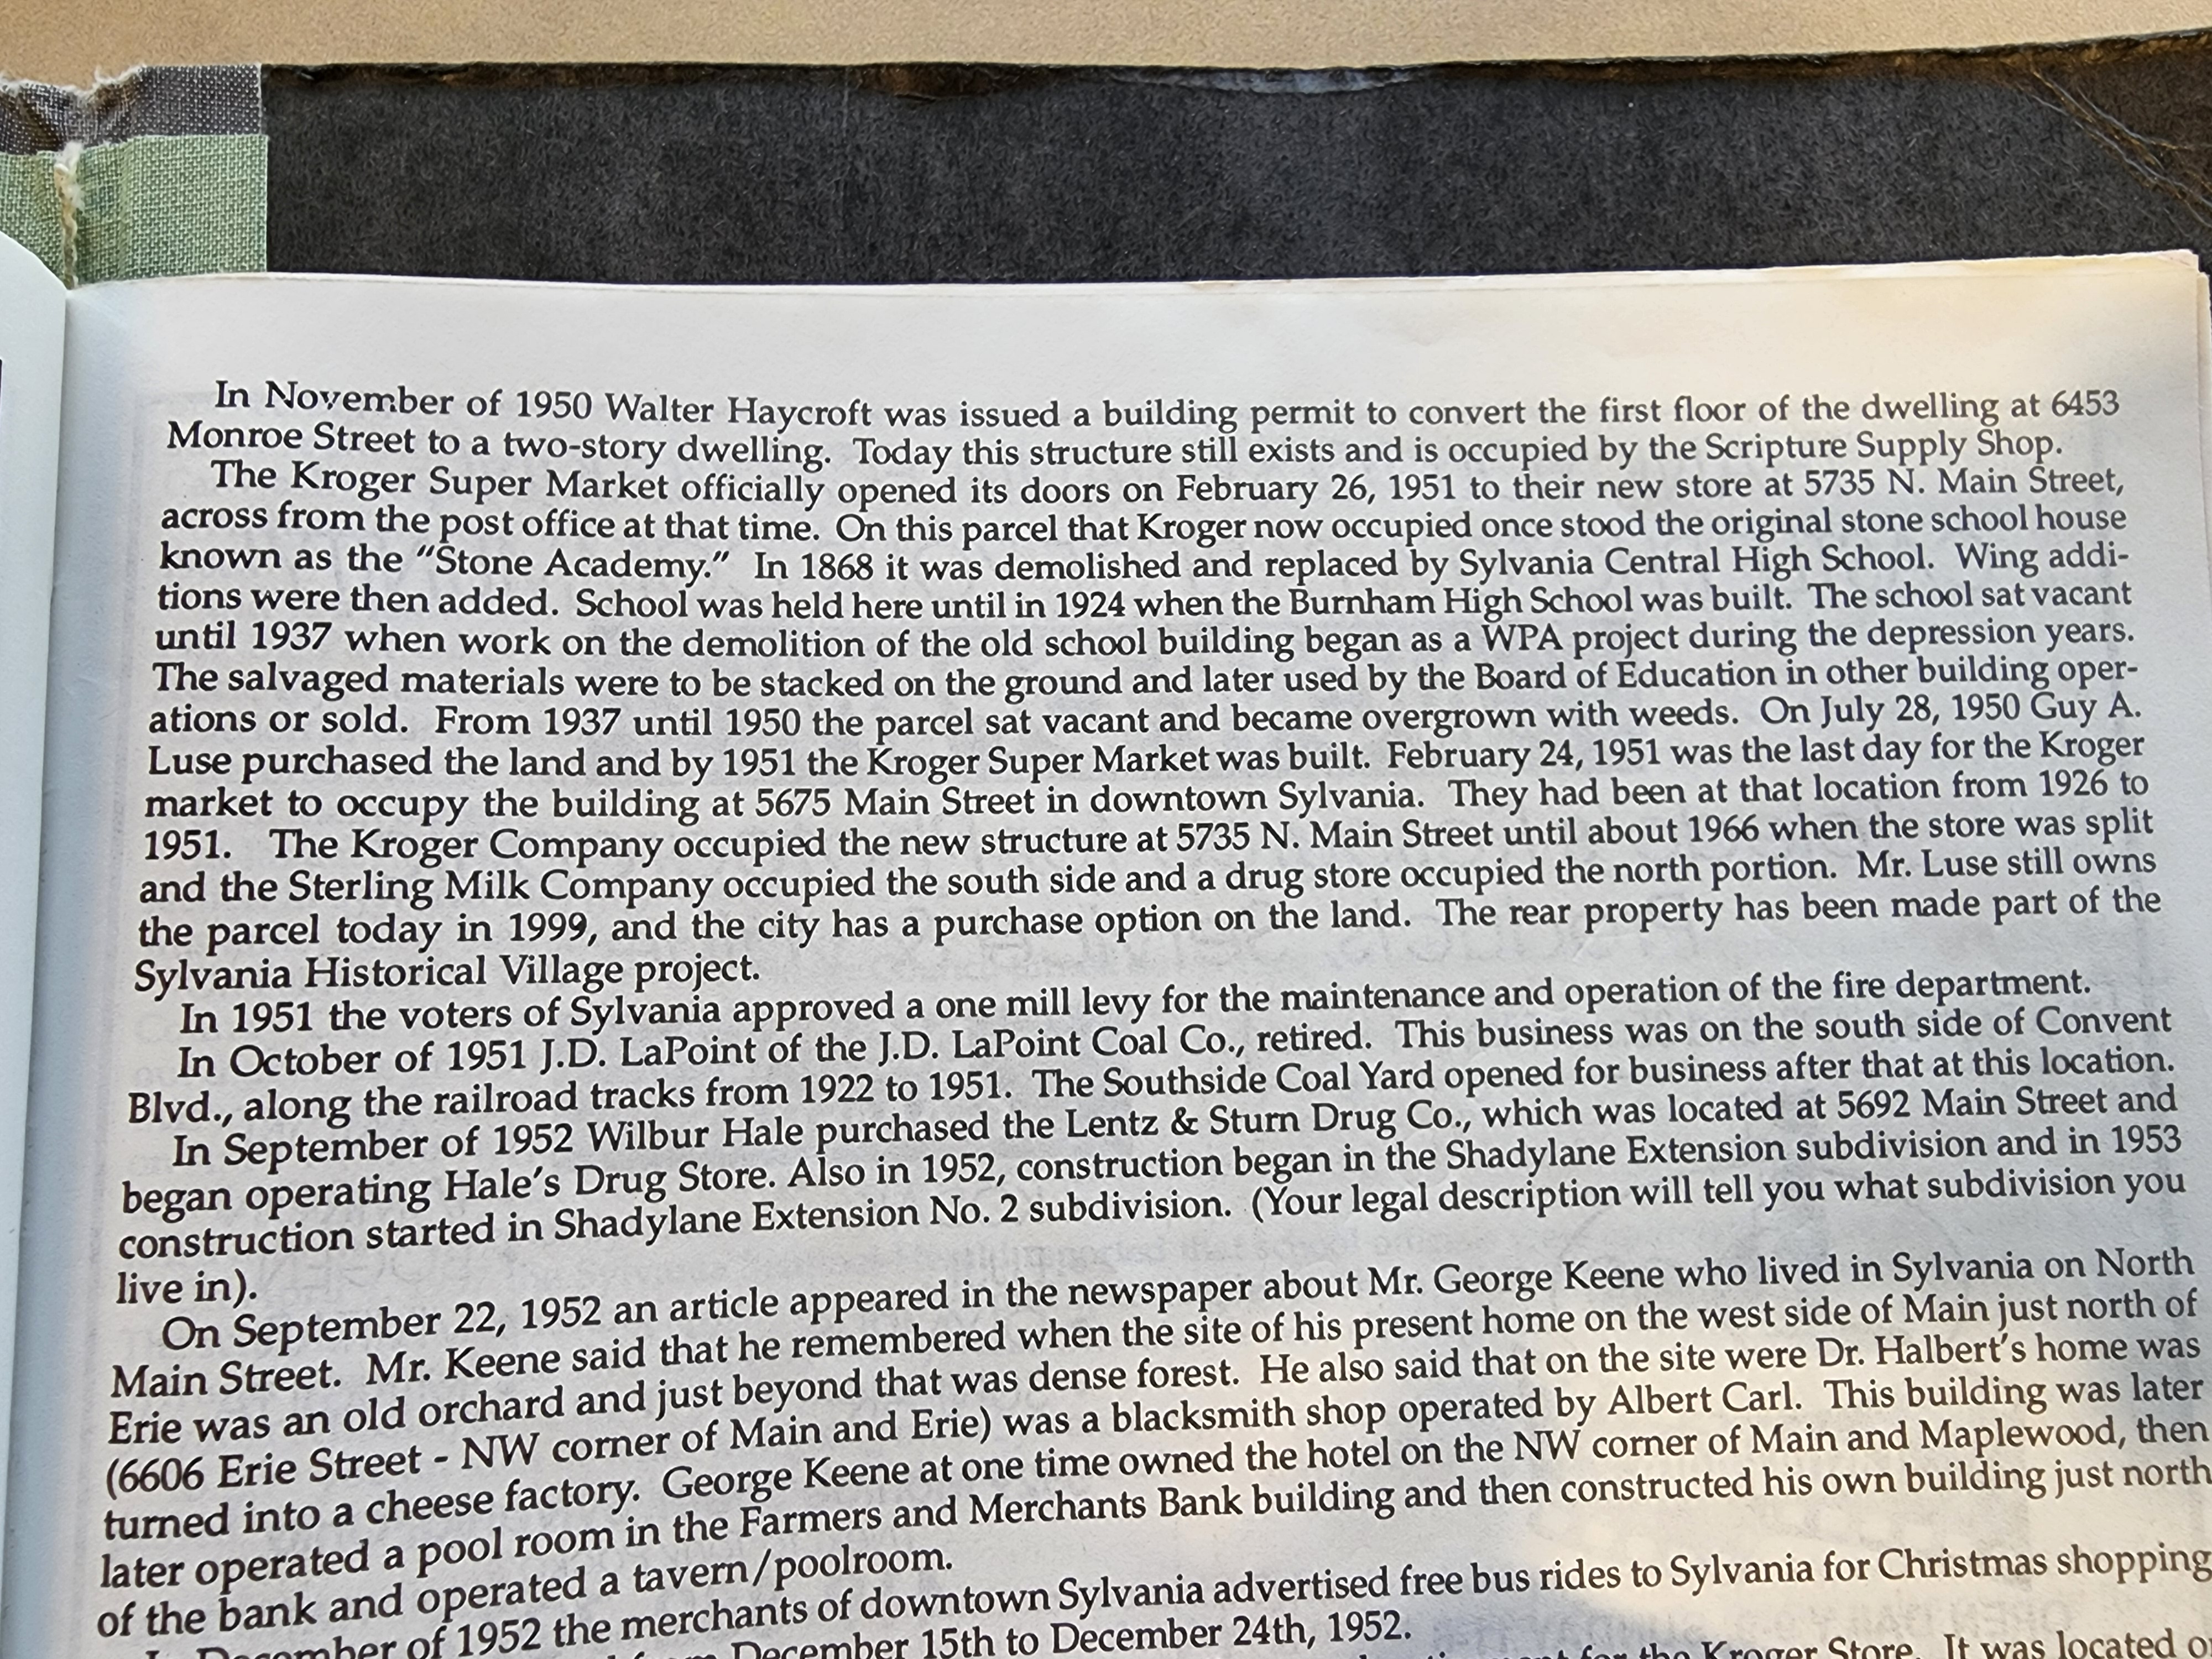 In November of 1950 Walter Haycroft was issued a building permit to convert the first floor of the dwelling at 6453
Monroe Street to a two-story dwelling. Today this structure still exists and is occupied by the Scripture Supply Shop.
The Kroger Super Market officially opened its doors on February 26, 1951 to their new store at 5735 N. Main Street,
across from the post office at that time. On this parcel that Kroger now occupied once stood the original stone school house
known as the "Stone Academy." In 1868 it was demolished and replaced by Sylvania Central High School. Wing addi-
tions were then added. School was held here until in 1924 when the Burnham High School was built. The school sat vacant
until 1937 when work on the demolition of the old school building began as a WPA project during the depression years.
The salvaged materials were to be stacked on the ground and later used by the Board of Education in other building oper-
ations or sold. From 1937 until 1950 the parcel sat vacant and became overgrown with weeds. On July 28, 1950 Guy A.
Luse purchased the land and by 1951 the Kroger Super Market was built. February 24, 1951 was the last day for the Kroger
market to occupy the building at 5675 Main Street in downtown Sylvania. They had been at that location from 1926 to
1951. The Kroger Company occupied the new structure at 5735 N. Main Street until about 1966 when the store was split
and the Sterling Milk Company occupied the south side and a drug store occupied the north portion. Mr. Luse still owns
the parcel today in 1999, and the city has a purchase option on the land. The rear property has been made part of the
Sylvania Historical Village project.
In 1951 the voters of Sylvania approved a one mill levy for the maintenance and operation of the fire department.
In October of 1951 J.D. LaPoint of the J.D. LaPoint Coal Co., retired. This business was on the south side of Convent
Blvd., along the railroad tracks from 1922 to 1951. The Southside Coal Yard opened for business after that at this location.
In September of 1952 Wilbur Hale purchased the Lentz & Sturn Drug Co., which was located at 5692 Main Street and
began operating Hale's Drug Store. Also in 1952, construction began in the Shadylane Extension subdivision and in 1953
construction started in Shadylane Extension No. 2 subdivision. (Your legal description will tell you what subdivision you
live in).
On September 22, 1952 an article appeared in the newspaper about Mr. George Keene who lived in Sylvania on North
Main Street. Mr. Keene said that he remembered when the site of his present home on the west side of Main just north of
Erie was an old orchard and just beyond that was dense forest. He also said that on the site were Dr. Halbert's home was
(6606 Erie Street - NW corner of Main and Erie) was a blacksmith shop operated by Albert Carl. This building was later
turned into a cheese factory. George Keene at one time owned the hotel on the NW corner of Main and Maplewood, then
later operated a pool room in the Farmers and Merchants Bank building and then constructed his own building just north
of the bank and operated a tavern/poolroom.
In December of 1952 the merchants of downtown Sylvania advertised free bus rides to Sylvania for Christmas shopping
December 15th to December 24th, 1952.
for the Kroger Store. It was located